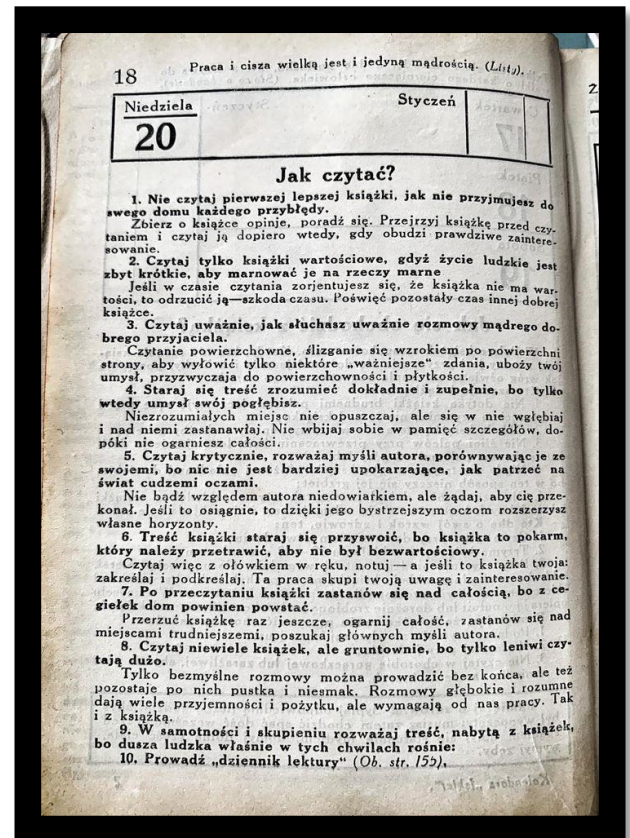 18
Praca i cisza wielką jest i jedyną mądrością. (Listy).
Niedziela
20
Styczeń
Jak czytać?
1. Nie czytaj pierwszej lepszej książki, jak nie przyjmujesz do
swego domu każdego przybłędy.
Zbierz o książce opinje, poradź się. Przejrzyj książkę przed czy-
taniem i czytaj ją dopiero wtedy, gdy obudzi prawdziwe zaintere-
sowanie.
2. Czytaj tylko książki wartościowe, gdyż życie ludzkie jest
zbyt krótkie, aby marnować je na rzeczy marne
Jeśli w czasie czytania zorjentujesz się, że książka nie ma war-
tości, to odrzucić ją—szkoda czasu. Poświęć pozostały czas innej dobrej
książce.
3. Czytaj uważnie, jak słuchasz uważnie rozmowy mądrego do-
brego przyjaciela.
Czytanie powierzchowne, ślizganie się wzrokiem po powierzchni
strony, aby wyłowić tylko niektóre „ważniejsze" zdania, uboży twój
umysł, przyzwyczaja do powierzchowności i płytkości.
4. Staraj się treść zrozumieć dokładnie i zupełnie, bo tylko
wtedy umysł swój pogłębisz.
Niezrozumiałych miejsc nie opuszczaj, ale się w nie wgłębiaj
i nad niemi zastanawiaj. Nie wbijaj sobie w pamięć szczegółów, do-
póki nie ogarniesz całości.
5. Czytaj krytycznie, rozważaj myśli autora, porównywając je ze
swojemi, bo nic nie jest bardziej upokarzające, jak patrzeć na
świat cudzemi oczami.
Nie bądź względem autora niedowiarkiem, ale żądaj, aby cię prze-
konał. Jeśli to osiągnie, to dzięki jego bystrzejszym oczom rozszerzysz
własne horyzonty.
6. Treść książki staraj się przyswoić, bo książka to pokarm,
który należy przetrawić, aby nie był bezwartościowy.
Czytaj więc z ołówkiem w ręku, notuj — a jeśli to książka twoja:
zakreślaj i podkreślaj. Ta praca skupi twoją uwagę i zainteresowanie.
7. Po przeczytaniu książki zastanów się nad całością, bo z ce-
giełek dom powinien powstać.
Przerzuć książkę raz jeszcze, ogarnij całość, zastanów się nad
miejscami trudniejszemi, poszukaj głównych myśli autora.
8. Czytaj niewiele książek, ale gruntownie, bo tylko leniwi czy-
tają dużo.
Tylko bezmyślne rozmowy można prowadzić bez końca, ale też
pozostaje po nich pustka i niesmak. Rozmowy głębokie i rozumne
dają wiele przyjemności i pożytku, ale wymagają od nas pracy. Tak
i z książką.
9. W samotności i skupieniu rozważaj treść, nabytą z książek,
bo dusza ludzka właśnie w tych chwilach rośnie:
10. Prowadź „dziennik lektury" (Ob. str. 155).